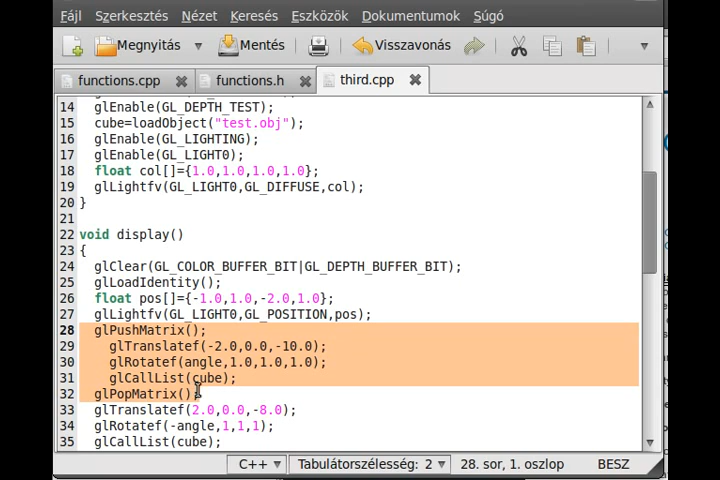 Fájl Szerkesztés Nézet Keresés Eszközök Dokumentumok Súgó
Megnyitás Mentés Visszavonás
functions.cpp functions.h third.cpp
14 glEnable(GL_DEPTH_TEST);
15 cube=loadObject("test.obj");
16 glEnable(GL_LIGHTING);
17 glEnable(GL_LIGHT0);
18 float col[]={1.0,1.0,1.0,1.0};
19 glLightfv(GL_LIGHT0,GL_DIFFUSE,col);
20 }
21
22 void display()
23 {
24 glClear(GL_COLOR_BUFFER_BIT|GL_DEPTH_BUFFER_BIT);
25 glLoadIdentity();
26 float pos[]={-1.0,1.0,-2.0,1.0};
27 glLightfv(GL_LIGHT0,GL_POSITION,pos);
28 glPushMatrix();
29 glTranslatef(-2.0,0.0,-10.0);
30 glRotatef(angle,1.0,1.0,1.0);
31 glCallList(cube);
32 glPopMatrix();
33 glTranslatef(2.0,0.0,-8.0);
34 glRotatef(-angle,1,1,1);
35 glCallList(cube);
C++ Tabulátorszélesség: 2 28. sor, 1. oszlop BESZ